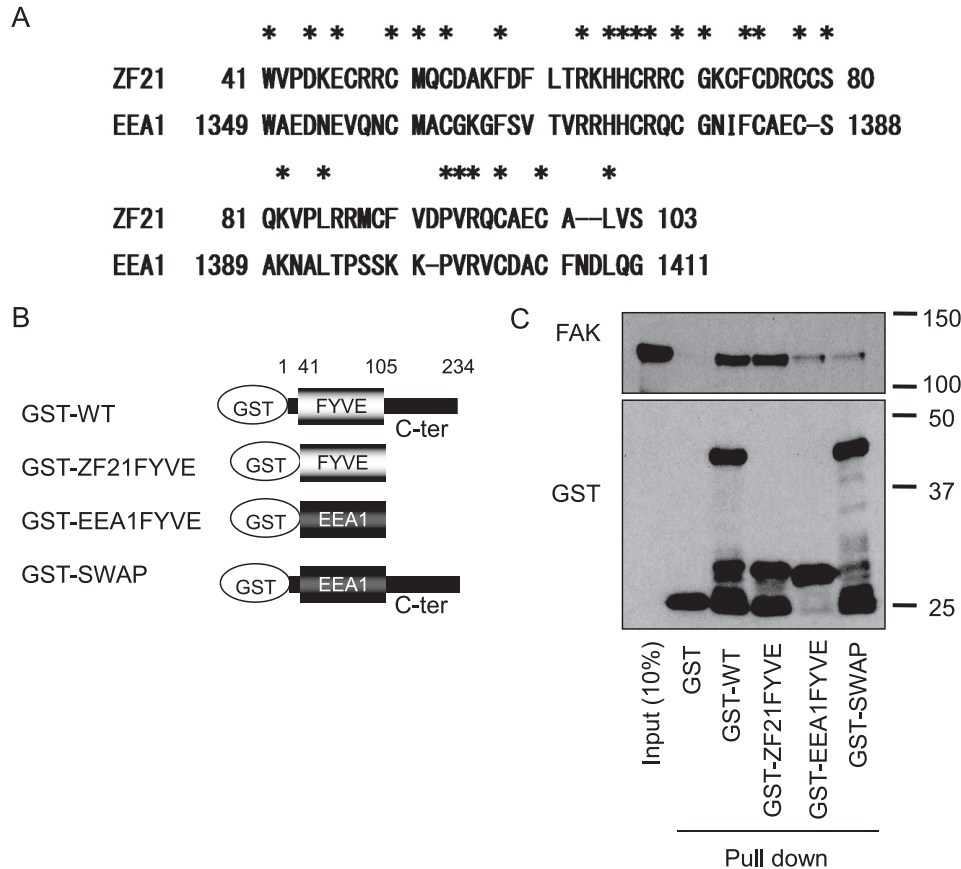 A
* * * * * * * * **** * * ** * *
ZF21 41 WVPDKECRRC MQCDAKFDF LTRKHHCRRC GKCFCDRCCS 80
EEA1 1349 WAEDNEVQNC MACGKGFSV TVRRHHCRQC GNIFCAEC-S 1388
* * *** * * *
ZF21 81 QKVPLRRMCF VDPVRQCAEC A--LVS 103
EEA1 1389 AKNALTPSSK K-PVRVCDAC FNDLQG 1411
B
1 41 105 234
GST-WT GST FYVE
C-ter
GST-ZF21FYVE GST FYVE
GST-EEA1FYVE GST EEA1
GST-SWAP GST EEA1
C-ter
C
FAK
150
100
GST
50
37
25
Input (10%)
GST
GST-WT
GST-ZF21FYVE
GST-EEA1FYVE
GST-SWAP
Pull down